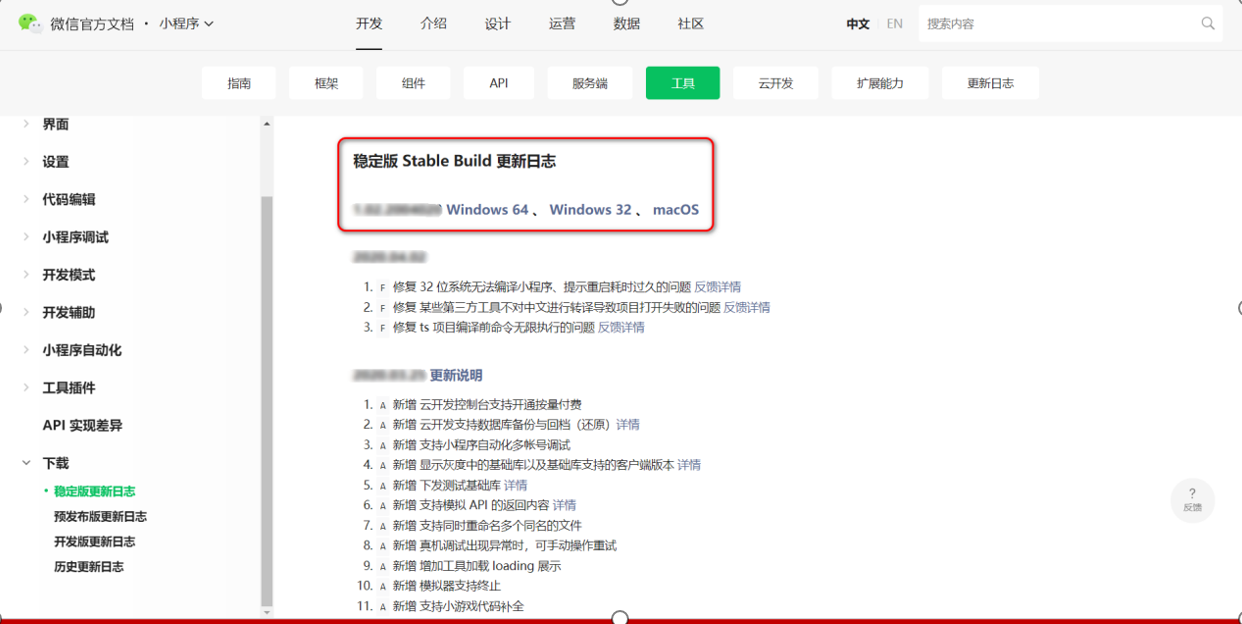 微信官方文档 · 小程序
开发 介绍 设计 运营 数据 社区
中文 EN 搜索内容
指南 框架 组件 API 服务端 工具 云开发 扩展能力 更新日志
界面
设置
代码编辑
小程序调试
开发模式
开发辅助
小程序自动化
工具插件
API 实现差异
下载
稳定版更新日志
预发布版更新日志
开发版更新日志
历史更新日志
稳定版 Stable Build 更新日志
Windows 64 、 Windows 32 、 macOS
1. F 修复 32 位系统无法编译小程序、提示重启耗时过久的问题 反馈详情
2. F 修复 某些第三方工具不对中文进行转译导致项目打开失败的问题 反馈详情
3. F 修复 ts 项目编译前命令无限执行的问题 反馈详情
更新说明
1. A 新增 云开发控制台支持开通按量付费
2. A 新增 云开发支持数据库备份与回档（还原）详情
3. A 新增 支持小程序自动化多帐号调试
4. A 新增 显示灰度中的基础库以及基础库支持的客户端版本 详情
5. A 新增 下发测试基础库 详情
6. A 新增 支持模拟 API 的返回内容 详情
7. A 新增 支持同时重命名多个同名的文件
8. A 新增 真机调试出现异常时，可手动操作重试
9. A 新增 增加工具加载 loading 展示
10. A 新增 模拟器支持终止
11. A 新增 支持小游戏代码补全
?
反馈